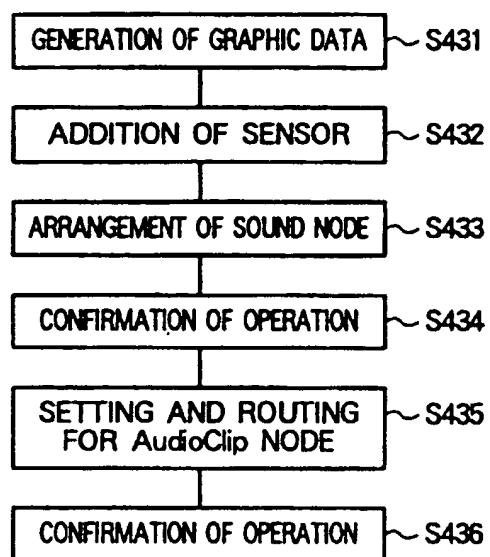 GENERATION OF GRAPHIC DATA ~ S431
ADDITION OF SENSOR ~ S432
ARRANGEMENT OF SOUND NODE ~ S433
CONFIRMATION OF OPERATION ~ S434
SETTING AND ROUTING ~ S435
FOR AudioClip NODE
CONFIRMATION OF OPERATION ~ S436